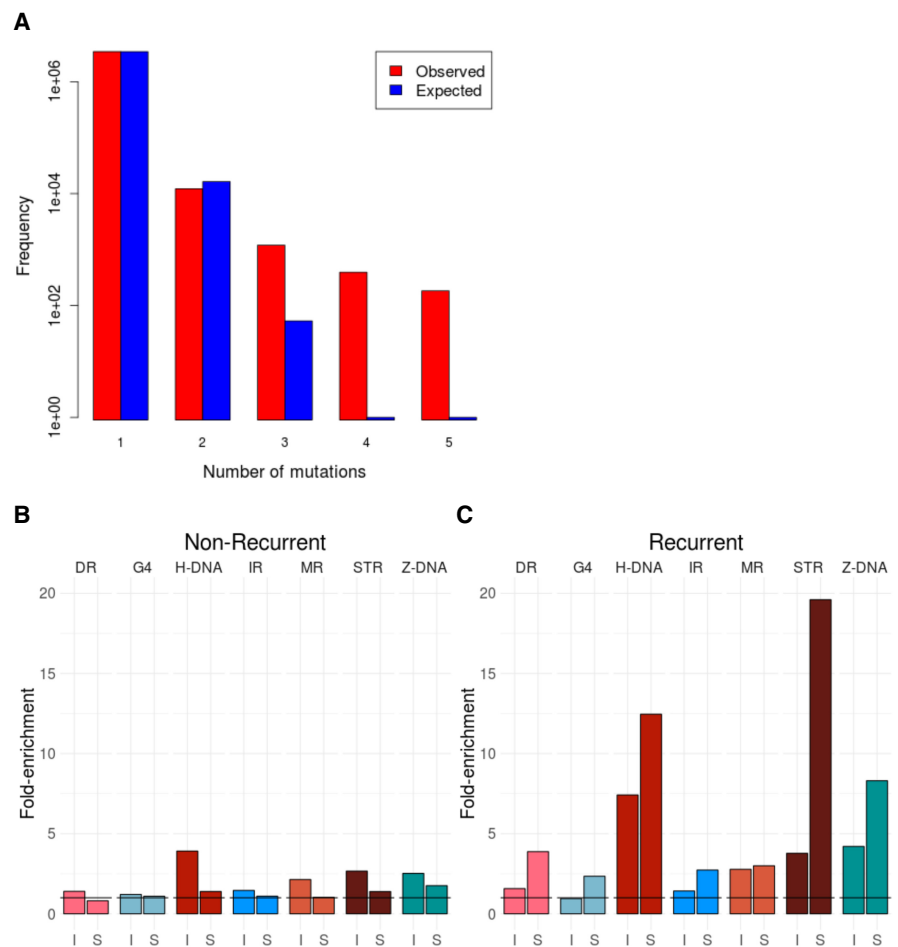 A
Observed
Expected
Frequency
1e+06
1e+04
1e+02
1e+00
1 2 3 4 5
Number of mutations
B
Non-Recurrent
DR G4 H-DNA IR MR STR Z-DNA
Fold-enrichment
20
15
10
5
0
I S I S I S I S I S I S I S
C
Recurrent
DR G4 H-DNA IR MR STR Z-DNA
Fold-enrichment
20
15
10
5
0
I S I S I S I S I S I S I S